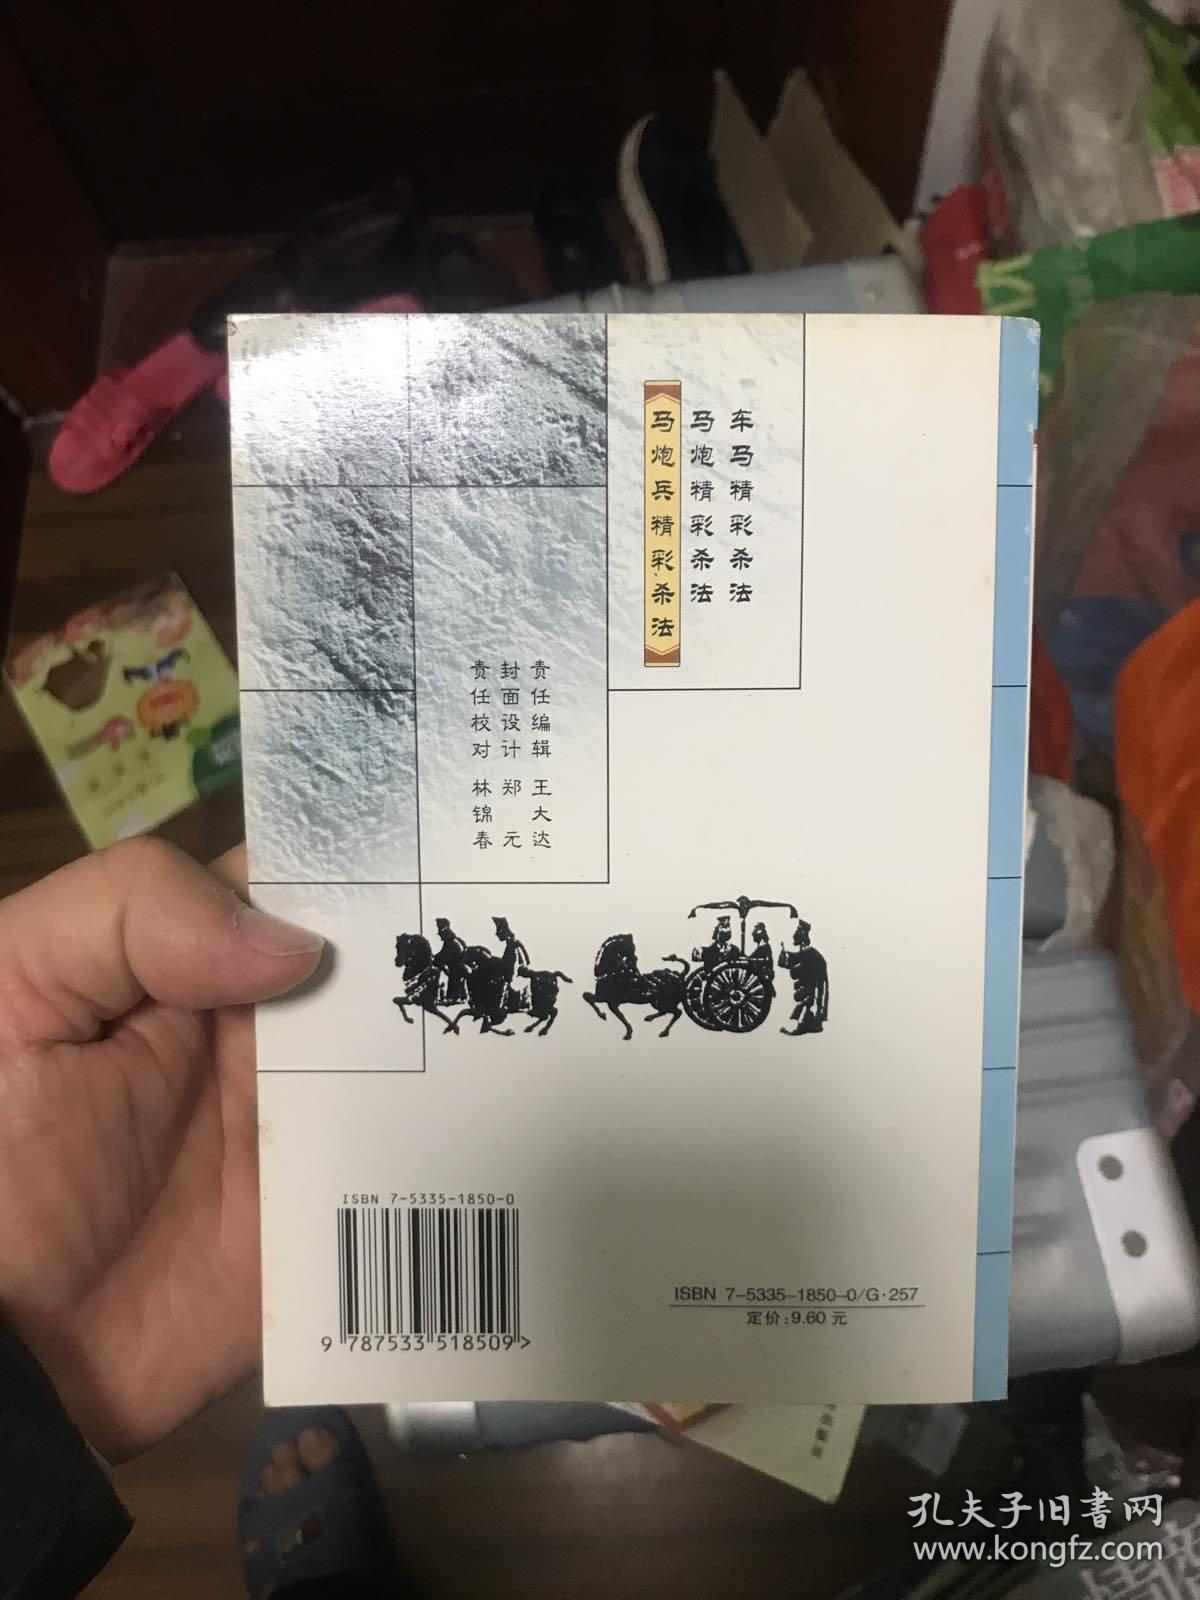 车马精彩杀法
马炮精彩杀法
马炮兵精彩杀法
责任编辑 王大达
封面设计 郑元
责任校对 林锦春
ISBN 7-5335-1850-0
9 787533 518509 >
ISBN 7-5335-1850-0/G·257
定价:9.60 元
孔夫子旧書网
www.kongfz.com